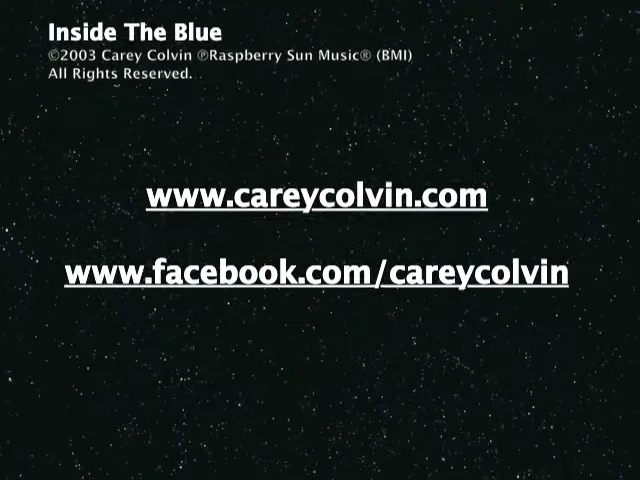 Inside The Blue
©2003 Carey Colvin ℗Raspberry Sun Music® (BMI)
All Rights Reserved.
www.careycolvin.com
www.facebook.com/careycolvin